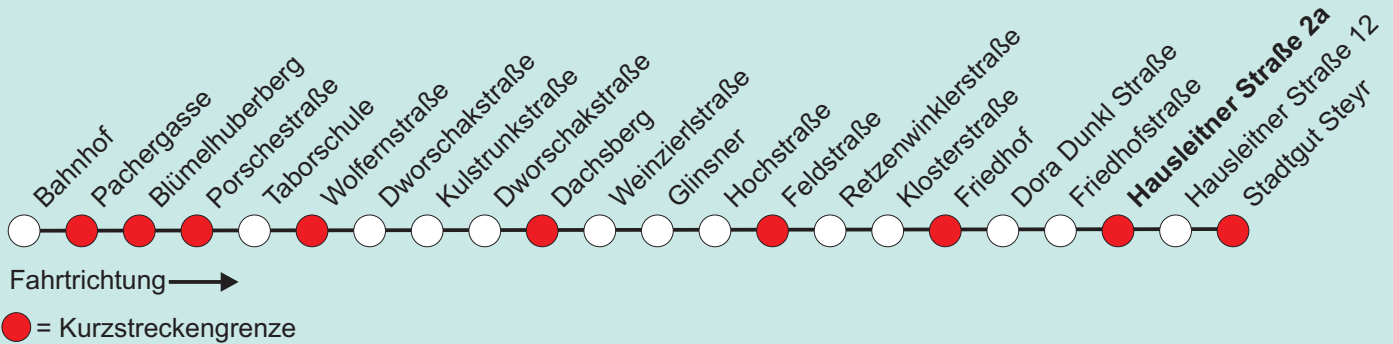 Bahnhof
Pachergasse
Blümelhuberberg
Porschestraße
Taborschule
Wolfernstraße
Dworschakstraße
Kulstrunkstraße
Dworschakstraße
Dachsberg
Weinzierlstraße
Glinsner
Hochstraße
Feldstraße
Retzenwinklerstraße
Klosterstraße
Friedhof
Dora Dunkl Straße
Friedhofstraße
Hausleitner Straße 2a
Hausleitner Straße 12
Stadtgut Steyr
Fahrtrichtung
= Kurzstreckengrenze